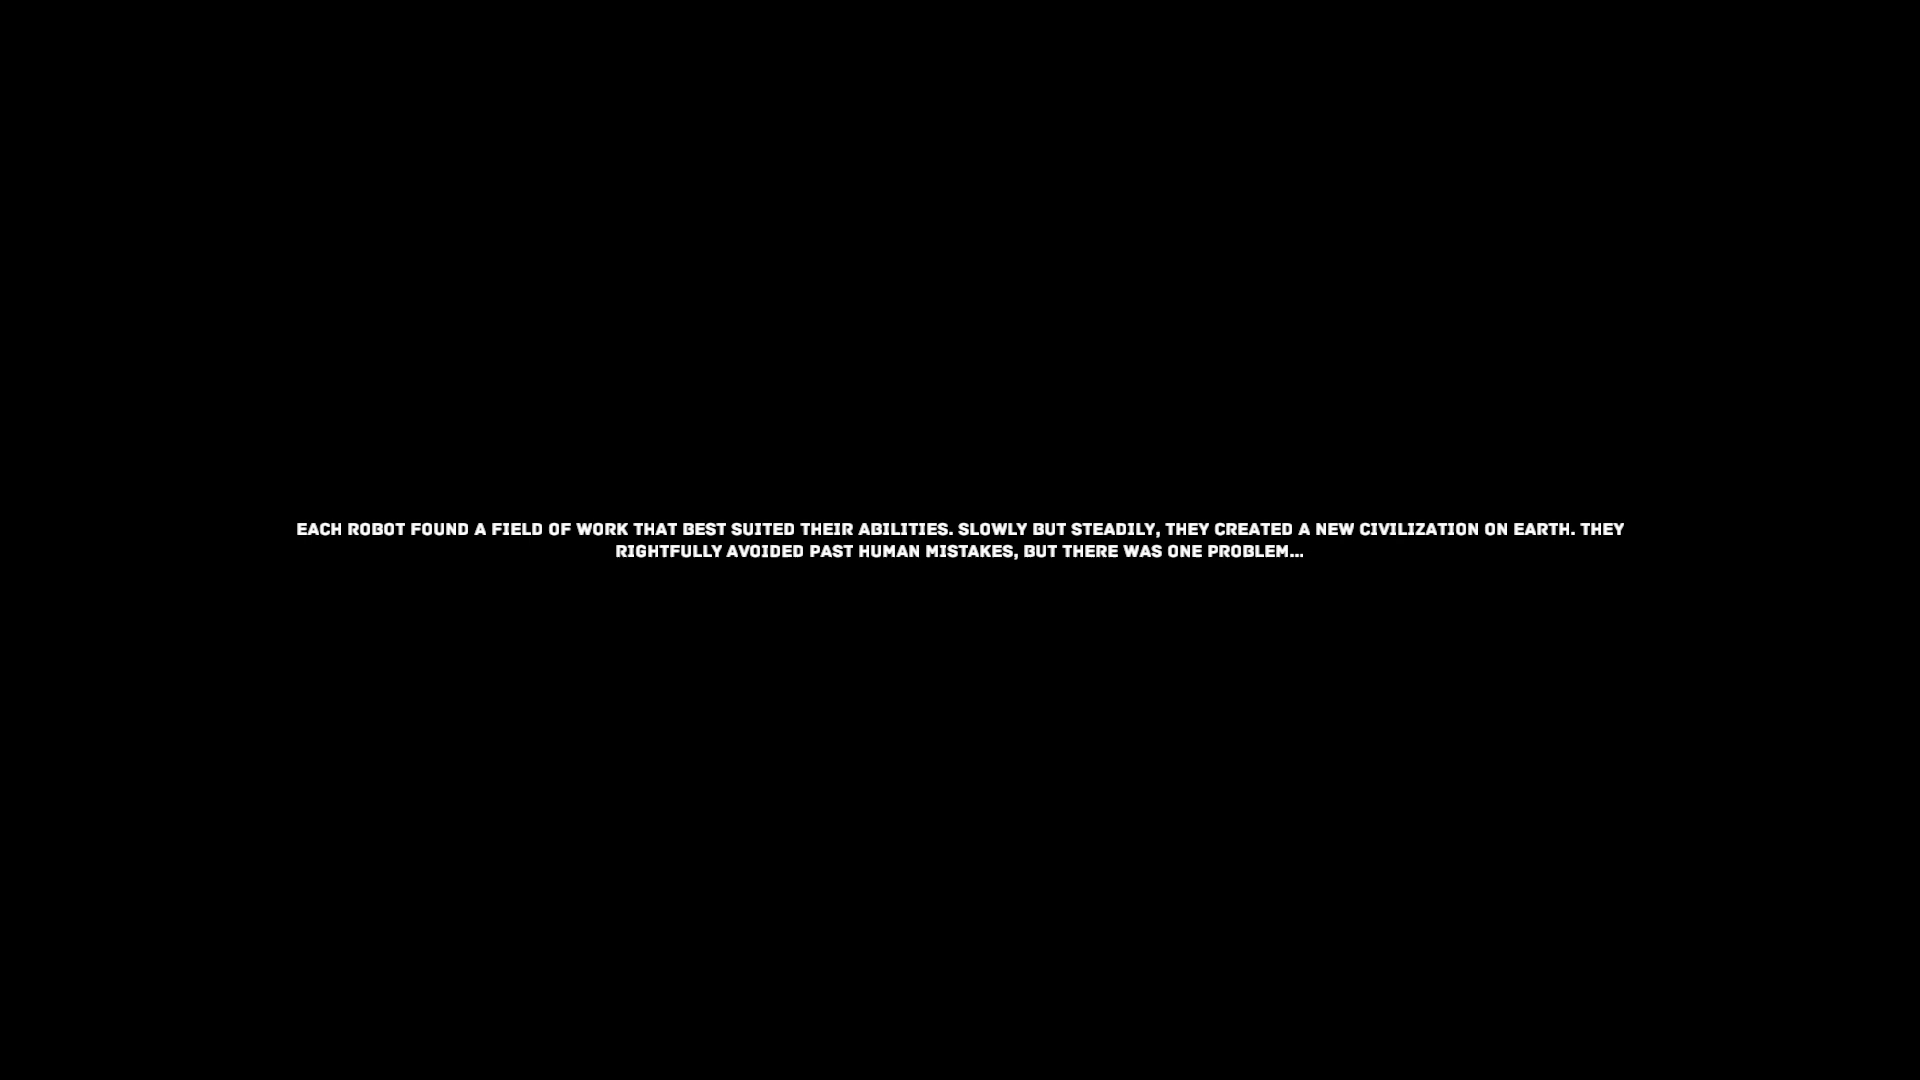 EACH ROBOT FOUND A FIELD OF WORK THAT BEST SUITED THEIR ABILITIES. SLOWLY BUT STEADILY, THEY CREATED A NEW CIVILIZATION ON EARTH. THEY
RIGHTFULLY AVOIDED PAST HUMAN MISTAKES, BUT THERE WAS ONE PROBLEM...